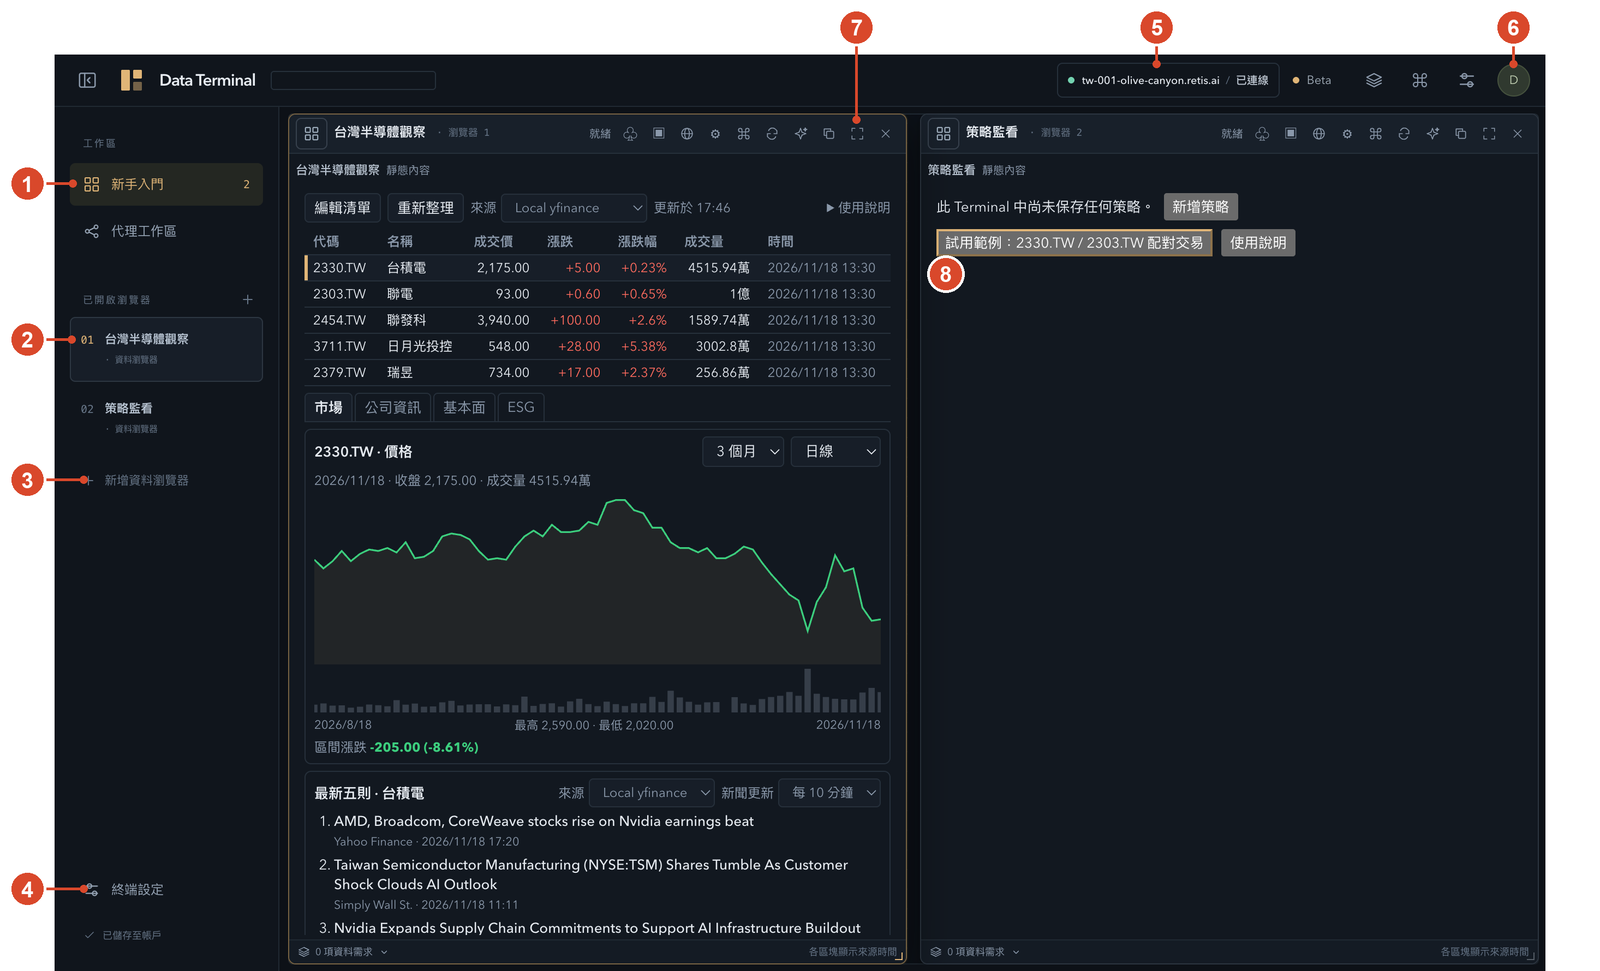 7
5
6
Data Terminal
tw-001-olive-canyon.retis.ai / 已連線
Beta
D
工作區
1
新手入門 2
代理工作區
已開啟瀏覽器
2
01 台灣半導體觀察
· 資料瀏覽器
02 策略監看
· 資料瀏覽器
3
新增資料瀏覽器
4
終端設定
已儲存至帳戶
台灣半導體觀察 · 瀏覽器 1 就緒
台灣半導體觀察 靜態內容
編輯清單 重新整理 來源 Local yfinance 更新於 17:46 使用說明
代碼 名稱 成交價 漲跌 漲跌幅 成交量 時間
2330.TW 台積電 2,175.00 +5.00 +0.23% 4515.94萬 2026/11/18 13:30
2303.TW 聯電 93.00 +0.60 +0.65% 1億 2026/11/18 13:30
2454.TW 聯發科 3,940.00 +100.00 +2.6% 1589.74萬 2026/11/18 13:30
3711.TW 日月光投控 548.00 +28.00 +5.38% 3002.8萬 2026/11/18 13:30
2379.TW 瑞昱 734.00 +17.00 +2.37% 256.86萬 2026/11/18 13:30
市場 公司資訊 基本面 ESG
2330.TW · 價格 3 個月 日線
2026/11/18 · 收盤 2,175.00 · 成交量 4515.94萬
2026/8/18 最高 2,590.00 · 最低 2,020.00 2026/11/18
區間漲跌 -205.00 (-8.61%)
最新五則 · 台積電 來源 Local yfinance 新聞更新 每 10 分鐘
1. AMD, Broadcom, CoreWeave stocks rise on Nvidia earnings beat
Yahoo Finance · 2026/11/18 17:20
2. Taiwan Semiconductor Manufacturing (NYSE:TSM) Shares Tumble As Customer
Shock Clouds AI Outlook
Simply Wall St. · 2026/11/18 11:11
3. Nvidia Expands Supply Chain Commitments to Support AI Infrastructure Buildout
0 項資料需求 各區塊顯示來源時間
策略監看 · 瀏覽器 2 就緒
策略監看 靜態內容
此 Terminal 中尚未保存任何策略。 新增策略
試用範例：2330.TW / 2303.TW 配對交易 使用說明
8
0 項資料需求 各區塊顯示來源時間